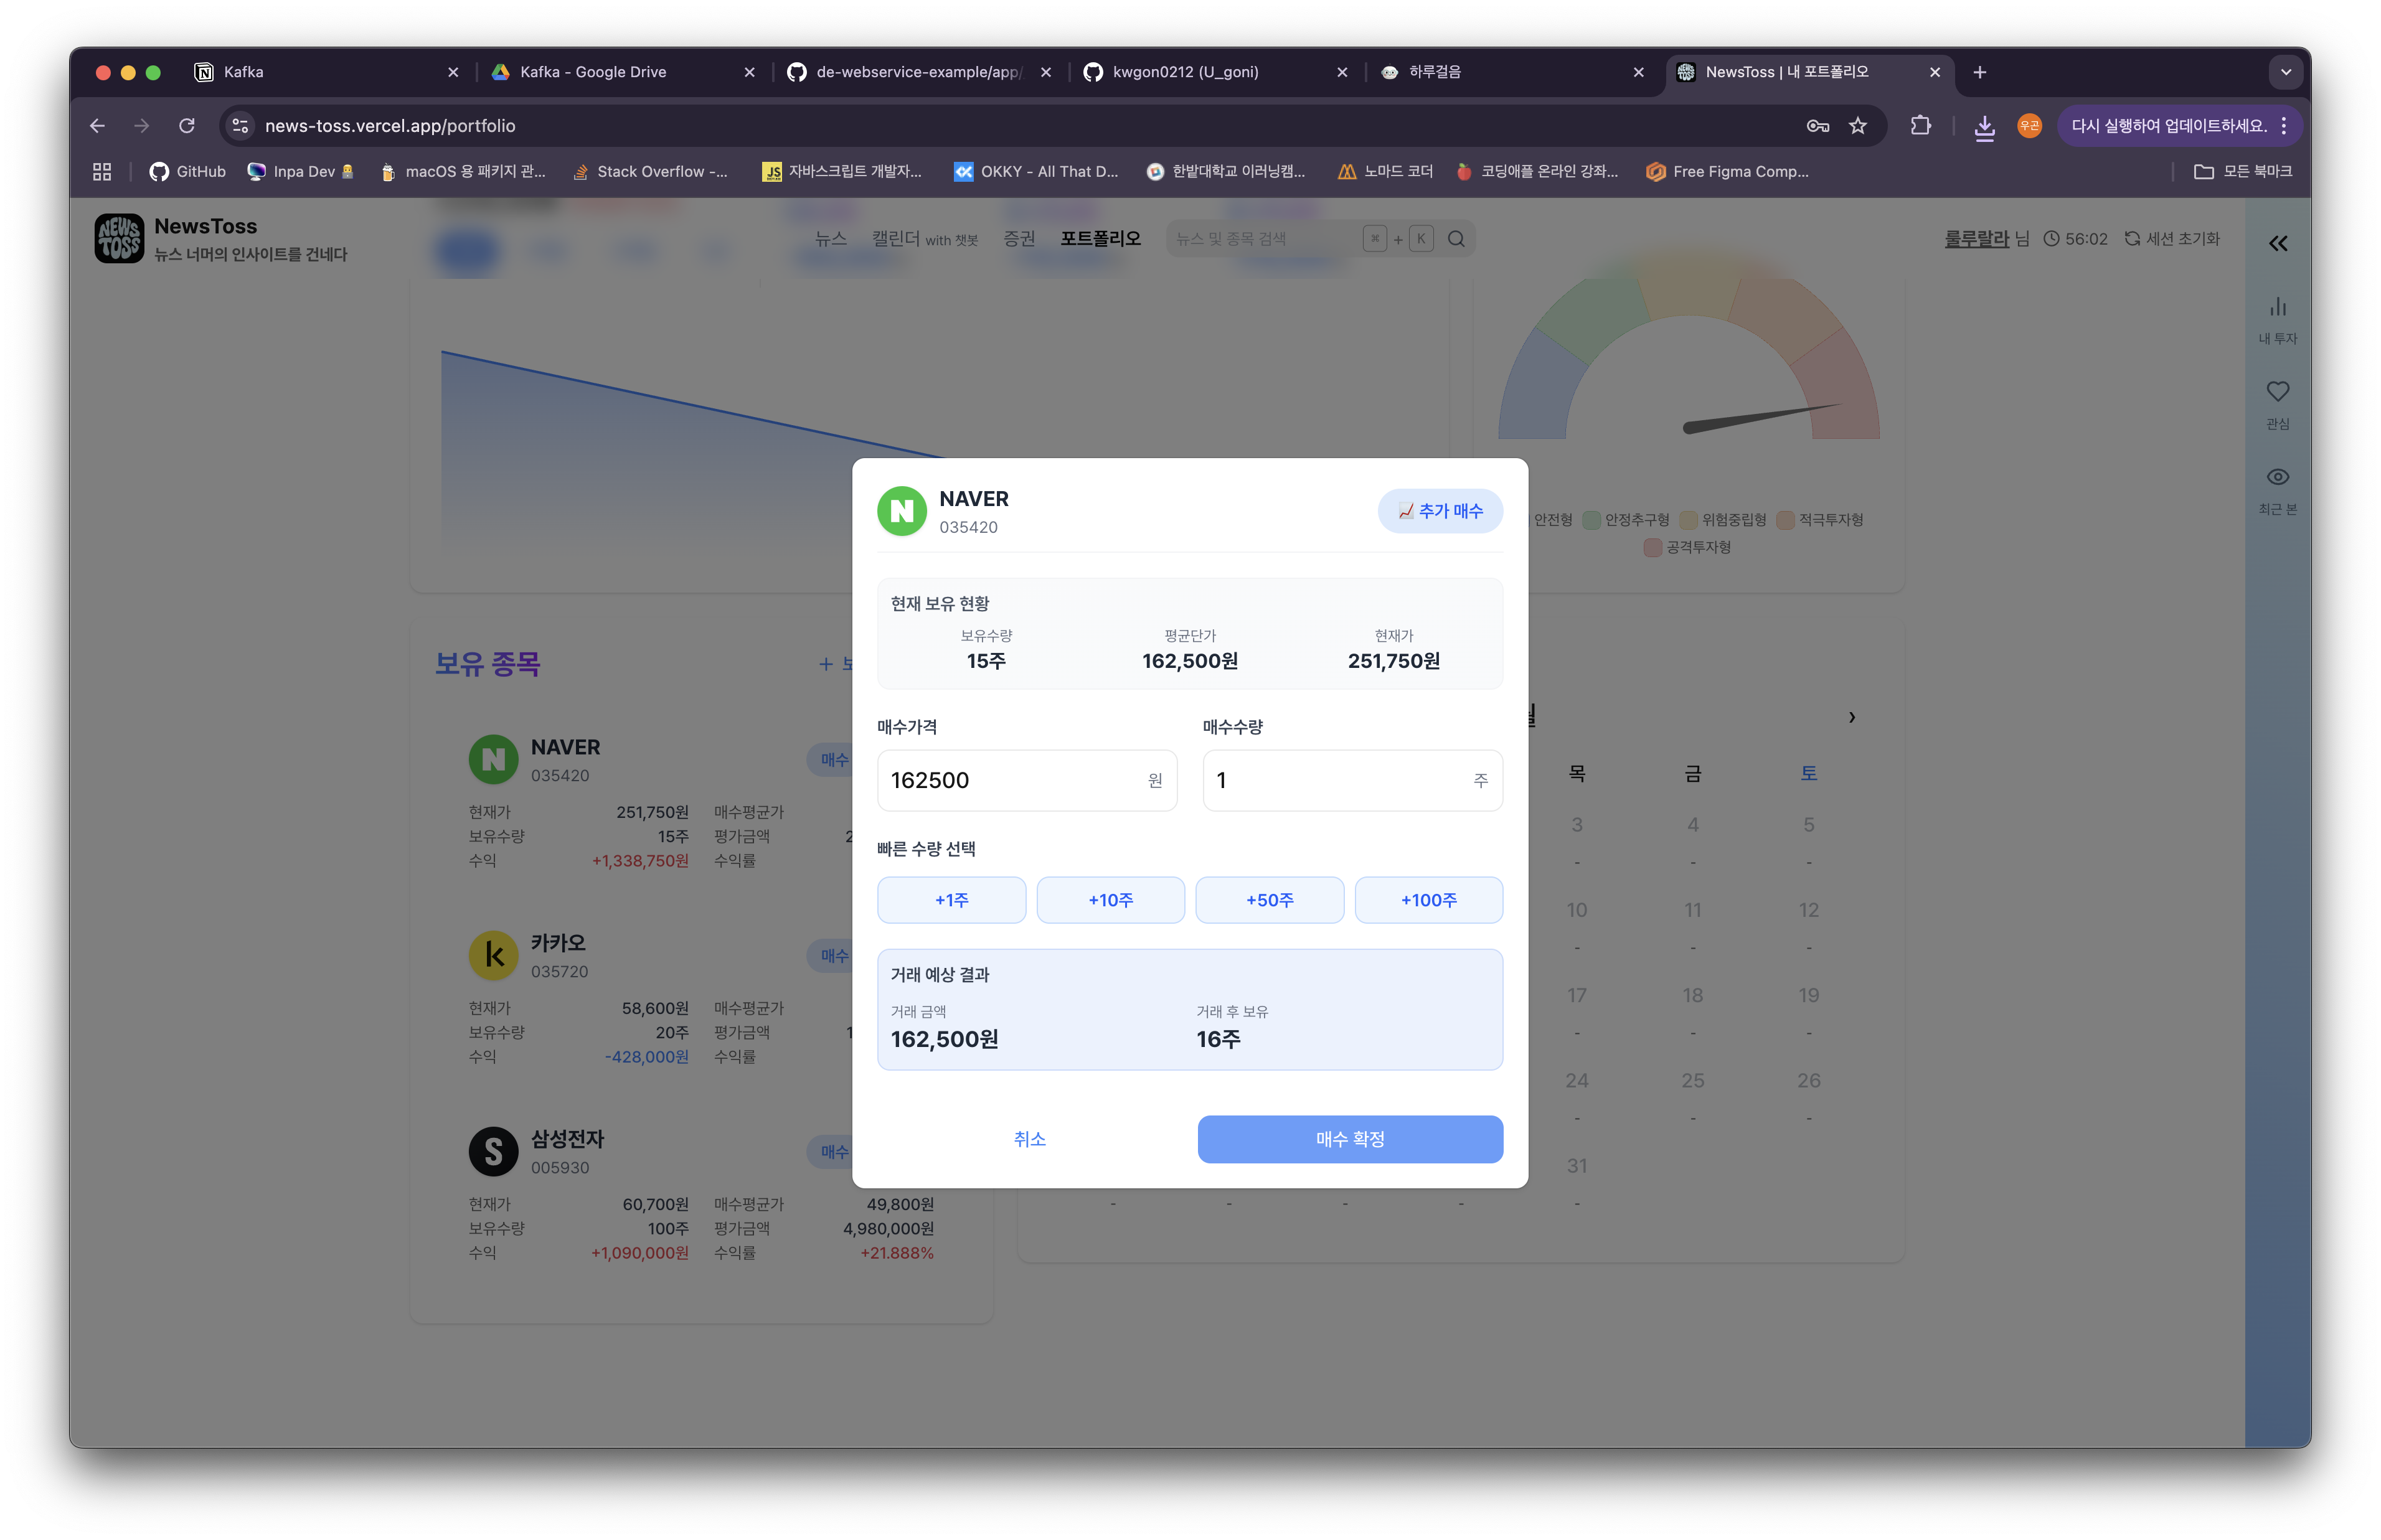 Kafka
Kafka - Google Drive
de-webservice-example/app/
kwgon0212 (U_goni)
하루걸음
NewsToss | 내 포트폴리오
news-toss.vercel.app/portfolio
우곤
다시 실행하여 업데이트하세요.
GitHub
Inpa Dev
macOS 용 패키지 관...
Stack Overflow -...
JS 자바스크립트 개발자...
OKKY - All That D...
한밭대학교 이러닝캠...
노마드 코더
코딩애플 온라인 강좌...
Free Figma Comp...
모든 북마크
NEWS TOSS
NewsToss
뉴스 너머의 인사이트를 건네다
뉴스
캘린더 with 챗봇
증권
포트폴리오
뉴스 및 종목 검색
⌘ + K
룰루랄라 님
56:02
세션 초기화
내 투자
관심
최근 본
안전형 안정추구형 위험중립형 적극투자형
공격투자형
보유 종목
+
NAVER
035420
매수
현재가 251,750원 매수평균가
보유수량 15주 평가금액 2
수익 +1,338,750원 수익률
카카오
035720
매수
현재가 58,600원 매수평균가
보유수량 20주 평가금액 1
수익 -428,000원 수익률
S
삼성전자
005930
매수
현재가 60,700원 매수평균가 49,800원
보유수량 100주 평가금액 4,980,000원
수익 +1,090,000원 수익률 +21.888%
N
NAVER
035420
추가 매수
현재 보유 현황
보유수량 평균단가 현재가
15주 162,500원 251,750원
매수가격 매수수량
162500 원 1 주
빠른 수량 선택
+1주 +10주 +50주 +100주
거래 예상 결과
거래 금액 거래 후 보유
162,500원 16주
취소 매수 확정
›
목 금 토
3 4 5
- - -
10 11 12
- - -
17 18 19
- - -
24 25 26
- - -
31
- - - - -